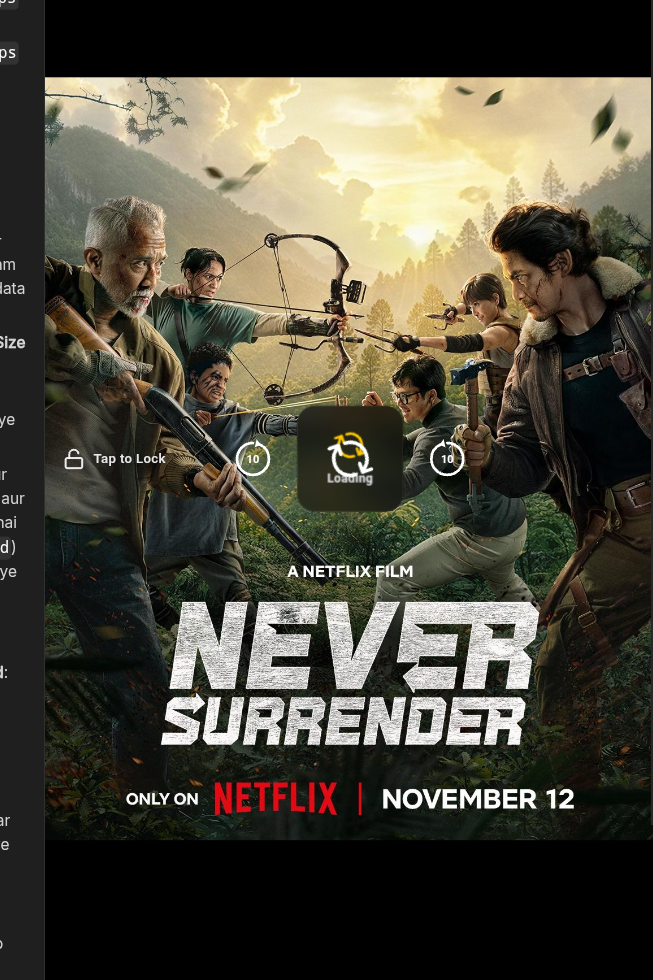 ps
ps
am
data
Size
ye
ur
aur
hai
d)
ye
d:
ar
e
Tap to Lock
10
Loading
10
A NETFLIX FILM
NEVER
SURRENDER
ONLY ON NETFLIX | NOVEMBER 12